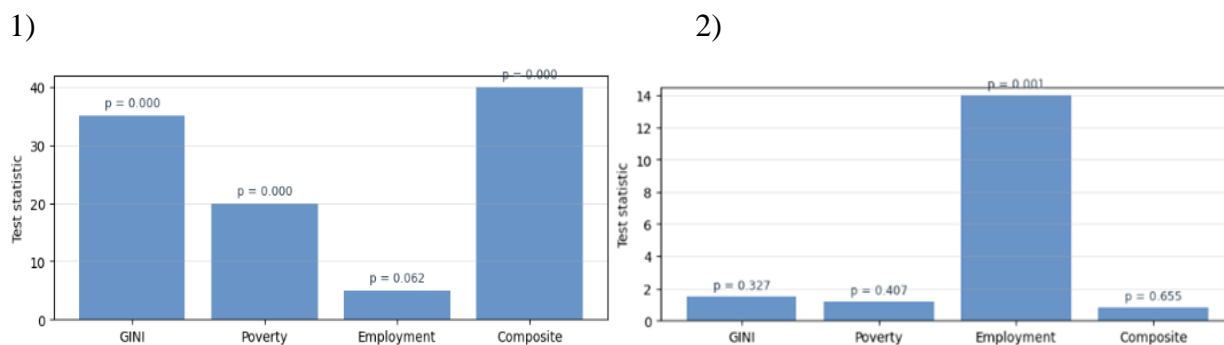 1)
2)
p = 0.000
p = 0.000
p = 0.062
p = 0.000
40
30
20
10
0
Test statistic
GINI Poverty Employment Composite
p = 0.327
p = 0.407
p = 0.001
p = 0.655
14
12
10
8
6
4
2
0
Test statistic
GINI Poverty Employment Composite